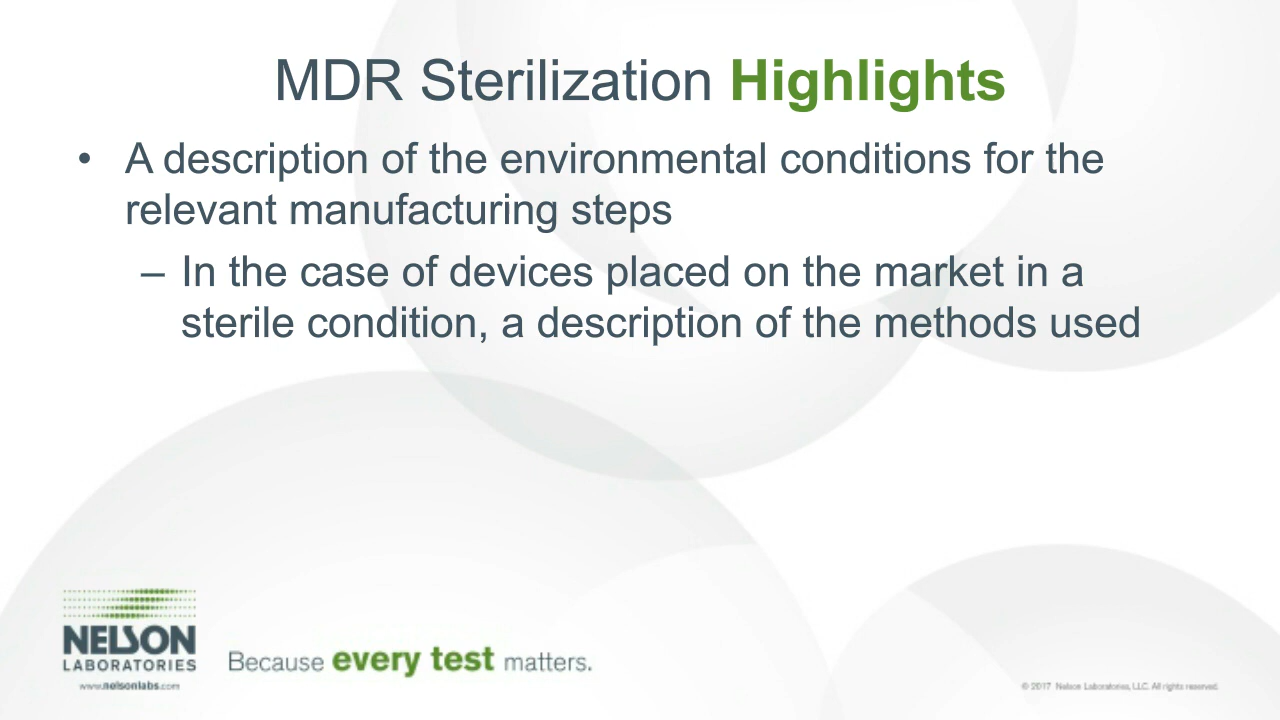 MDR Sterilization Highlights
• A description of the environmental conditions for the
relevant manufacturing steps
– In the case of devices placed on the market in a
sterile condition, a description of the methods used
NELSON
LABORATORIES
www.nelsonlabs.com
Because every test matters.
© 2017 Nelson Laboratories, LLC. All rights reserved.